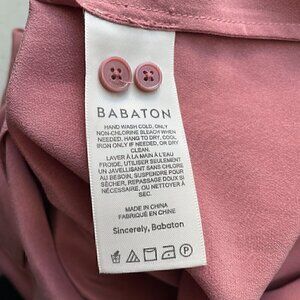 BABATON
HAND WASH COLD, ONLY
NON-CHLORINE BLEACH WHEN
NEEDED, HANG TO DRY, COOL
IRON ONLY IF NEEDED, OR DRY
CLEAN.
LAVER À LA MAIN À L'EAU
FROIDE, UTILISER SEULEMENT
UN JAVELLISANT SANS CHLORE
AU BESOIN, SUSPENDRE POUR
SÉCHER, REPASSAGE DOUX SI
NÉCESSAIRE, OU NETTOYER À
SEC.
MADE IN CHINA
FABRIQUÉ EN CHINE
Sincerely, Babaton
P